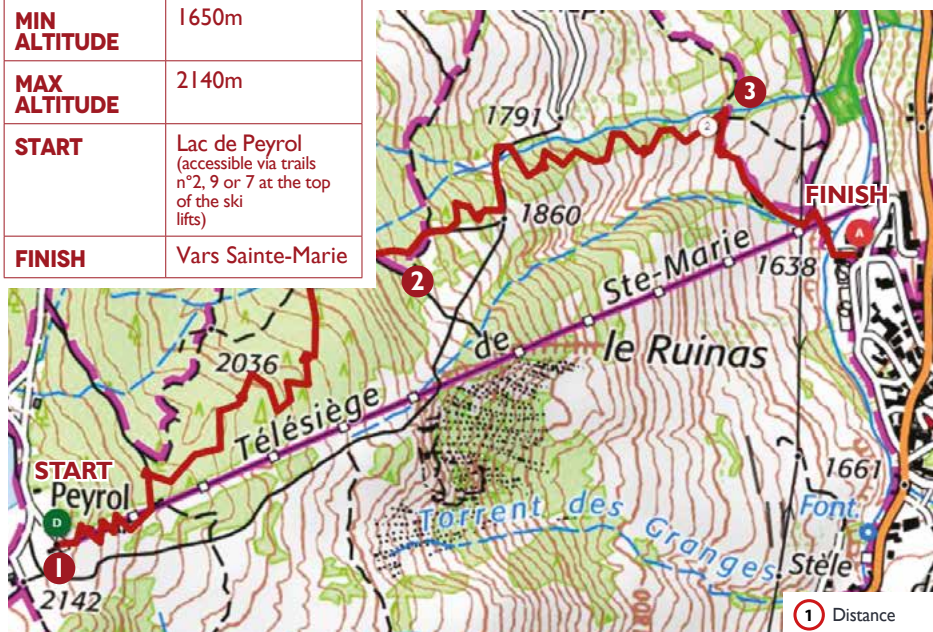 MIN
ALTITUDE
1650m
MAX
ALTITUDE
2140m
START
Lac de Peyrol
(accessible via trails
n°2, 9 or 7 at the top
of the ski
lifts)
FINISH
Vars Sainte-Marie
1791
3
2
FINISH
1860
A
2
Ste-Marie
1638
de
le Ruinas
2036
Télésiège
START
Peyrol
D
1
2142
1661
Torrent des Granges
Font.
Stèle
1 Distance